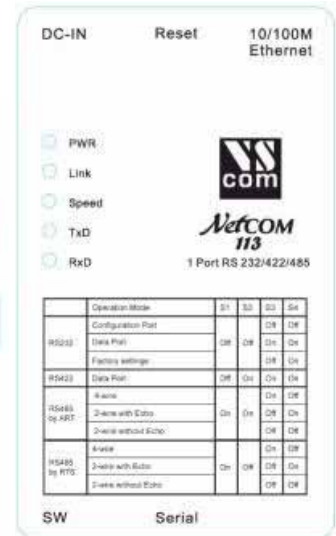 DC-IN Reset 10/100M
Ethernet
PWR
Link
Speed
TxD
RxD
VS
com
NetCOM
113
1 Port RS 232/422/485
Operation Mode S1 S2 S3 S4
RS232 Configuration Port Off Off Off Off
Data Port On On
Factory settings Off On
RS422 Data Port Off On On On
RS485
by ART 4-wire On On On Off
2-wire with Echo Off Off
2-wire without Echo Off On
RS485
by RTS 4-wire On Off On On
2-wire with Echo Off Off
2-wire without Echo Off On
SW Serial